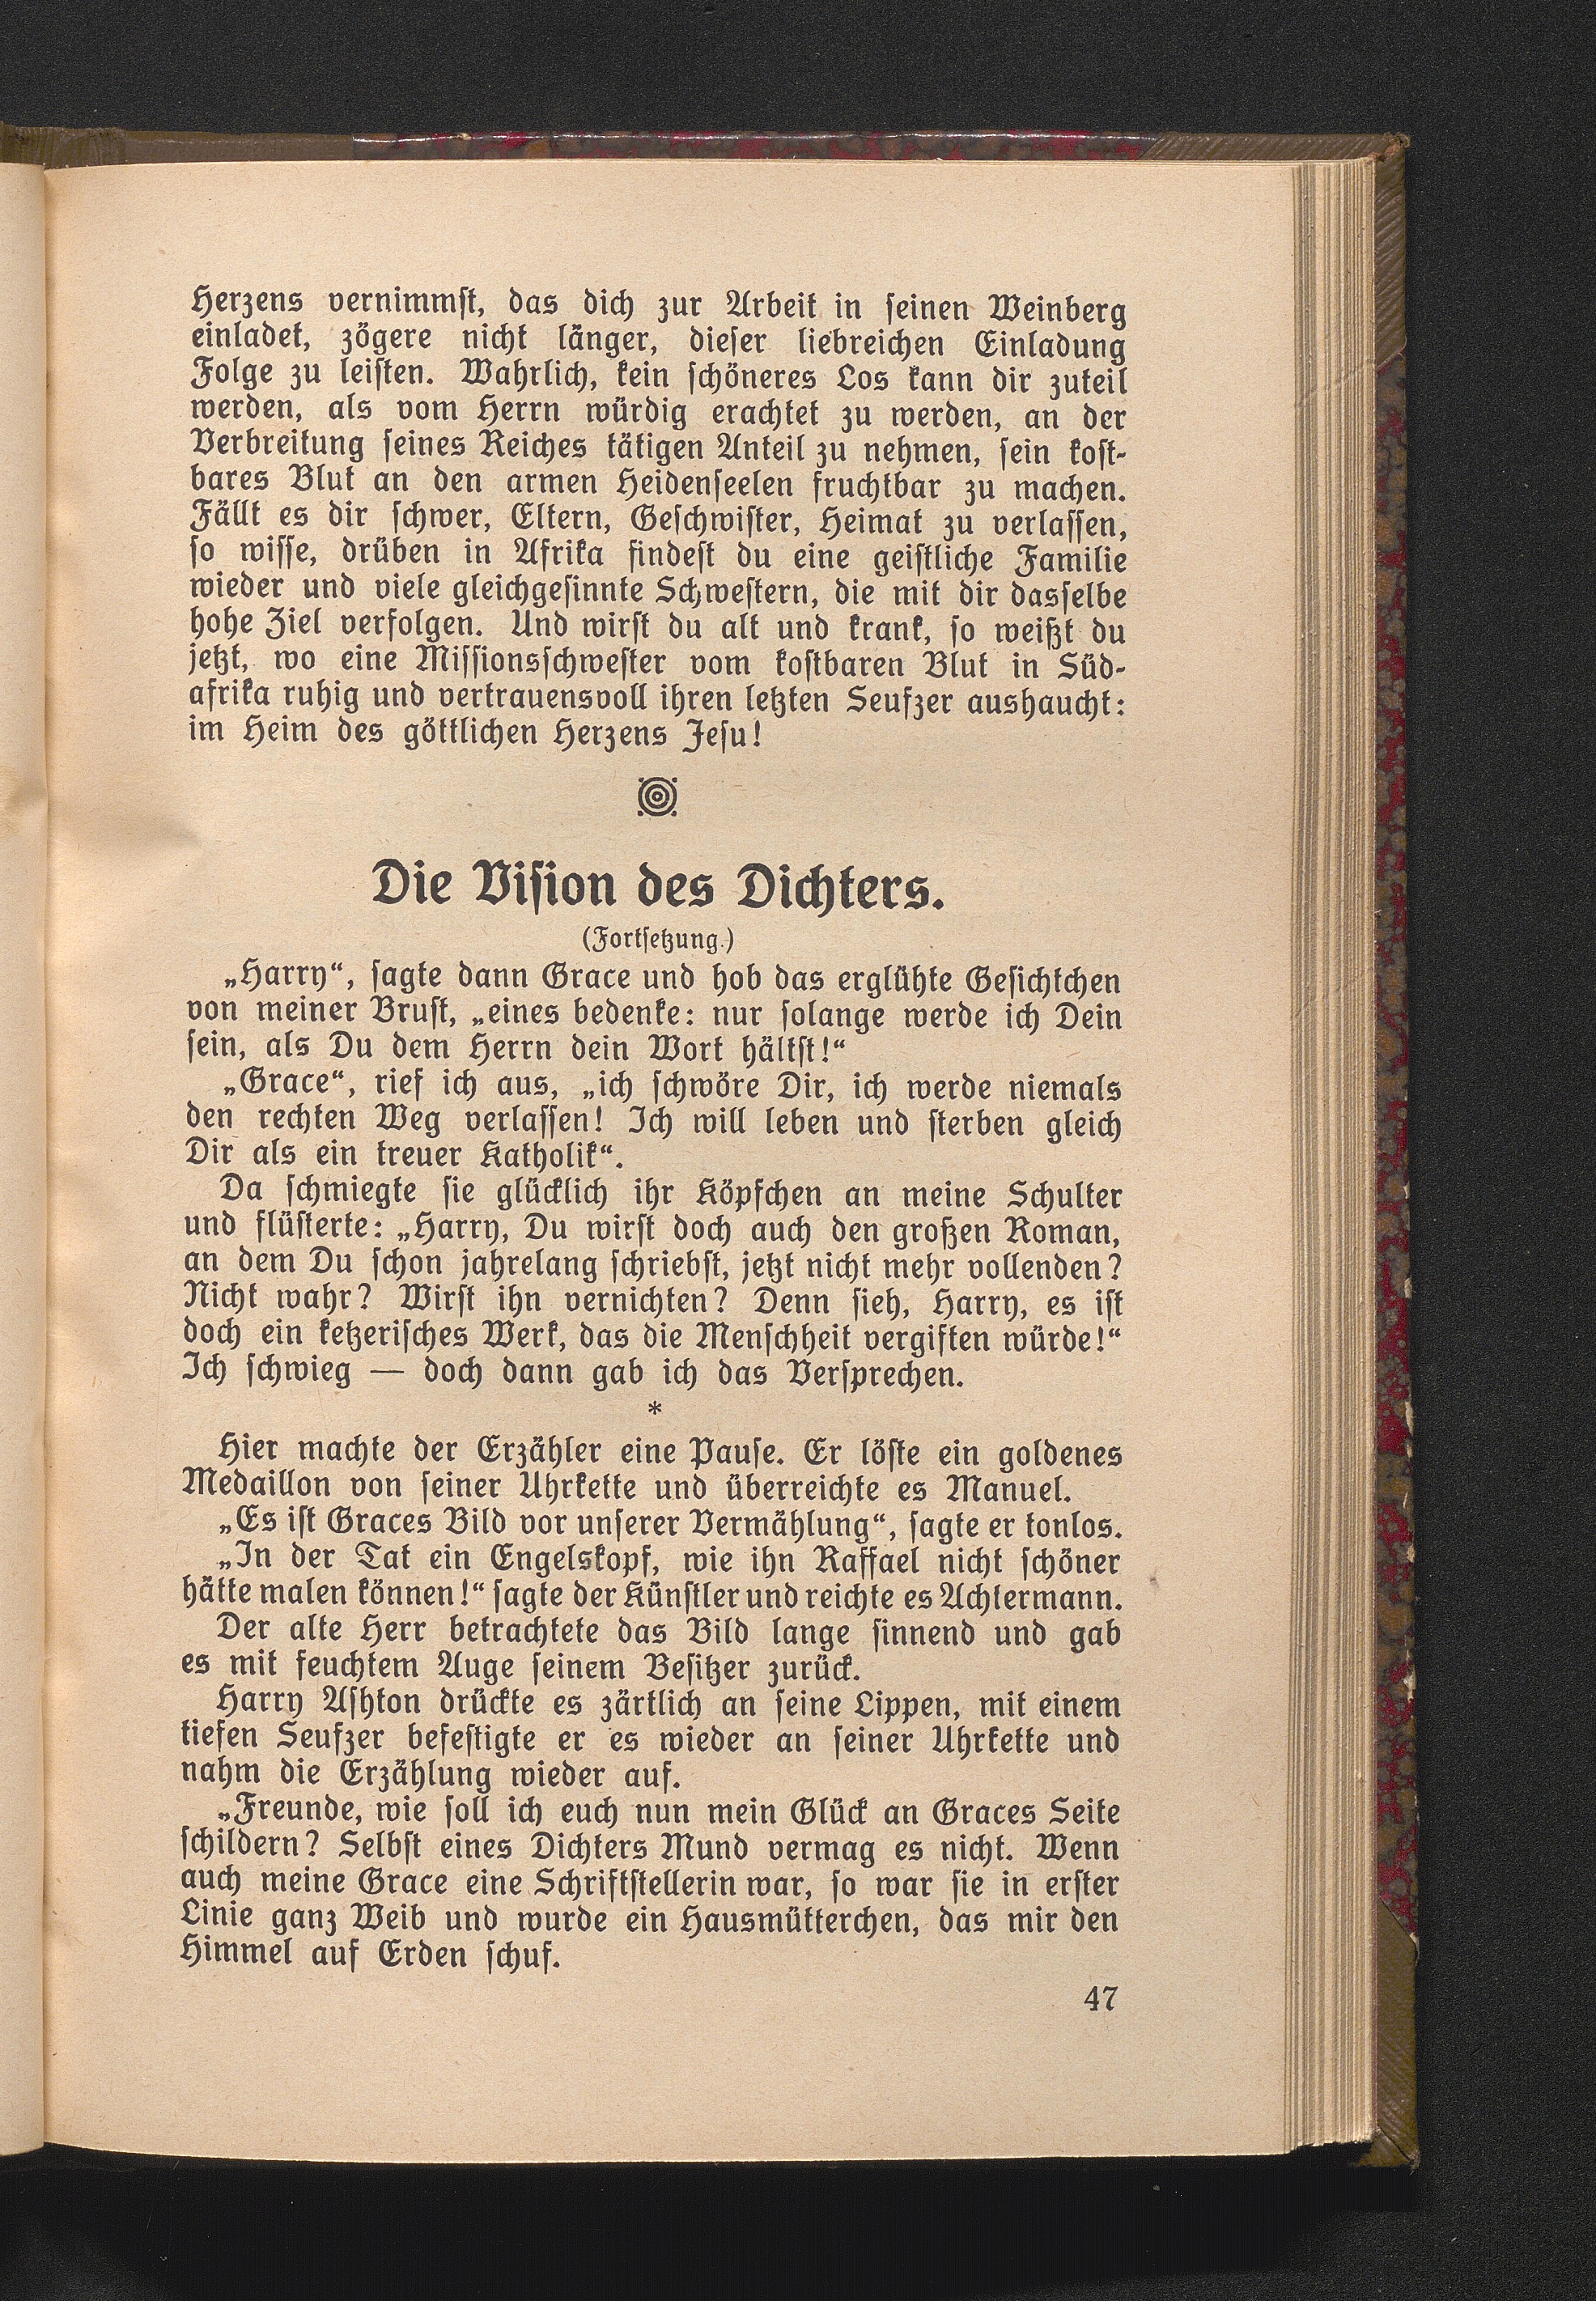 Herzens vernimmst, das dich zur Arbeit in seinen Weinberg
einladet, zögere nicht länger, dieser liebreichen Einladung
Folge zu leisten. Wahrlich, kein schöneres Los kann dir zuteil
werden, als vom Herrn würdig erachtet zu werden, an der
Verbreitung seines Reiches tätigen Anteil zu nehmen, sein kost-
bares Blut an den armen Heidenseelen fruchtbar zu machen.
Fällt es dir schwer, Eltern, Geschwister, Heimat zu verlassen,
so wisse, drüben in Afrika findest du eine geistliche Familie
wieder und viele gleichgesinnte Schwestern, die mit dir dasselbe
hohe Ziel verfolgen. Und wirst du alt und krank, so weißt du
jetzt, wo eine Missionsschwester vom kostbaren Blut in Süd-
afrika ruhig und vertrauensvoll ihren letzten Seufzer aushaucht:
im Heim des göttlichen Herzens Jesu!
Die Vision des Dichters.
(Fortsetzung.)
„Harry“, sagte dann Grace und hob das erglühte Gesichtchen
von meiner Brust, „eines bedenke: nur solange werde ich Dein
sein, als Du dem Herrn dein Wort hältst!“
„Grace“, rief ich aus, „ich schwöre Dir, ich werde niemals
den rechten Weg verlassen! Ich will leben und sterben gleich
Dir als ein treuer Katholik“.
Da schmiegte sie glücklich ihr Köpfchen an meine Schulter
und flüsterte: „Harry, Du wirst doch auch den großen Roman,
an dem Du schon jahrelang schriebst, jetzt nicht mehr vollenden?
Nicht wahr? Wirst ihn vernichten? Denn sieh, Harry, es ist
doch ein ketzerisches Werk, das die Menschheit vergiften würde!“
Ich schwieg — doch dann gab ich das Versprechen.
*
Hier machte der Erzähler eine Pause. Er löste ein goldenes
Medaillon von seiner Uhrkette und überreichte es Manuel.
„Es ist Graces Bild vor unserer Vermählung“, sagte er tonlos.
„In der Tat ein Engelskopf, wie ihn Raffael nicht schöner
hätte malen können!“ sagte der Künstler und reichte es Achtermann.
Der alte Herr betrachtete das Bild lange sinnend und gab
es mit feuchtem Auge seinem Besitzer zurück.
Harry Ashton drückte es zärtlich an seine Lippen, mit einem
tiefen Seufzer befestigte er es wieder an seiner Uhrkette und
nahm die Erzählung wieder auf.
„Freunde, wie soll ich euch nun mein Glück an Graces Seite
schildern? Selbst eines Dichters Mund vermag es nicht. Wenn
auch meine Grace eine Schriftstellerin war, so war sie in erster
Linie ganz Weib und wurde ein Hausmütterchen, das mir den
Himmel auf Erden schuf.
47